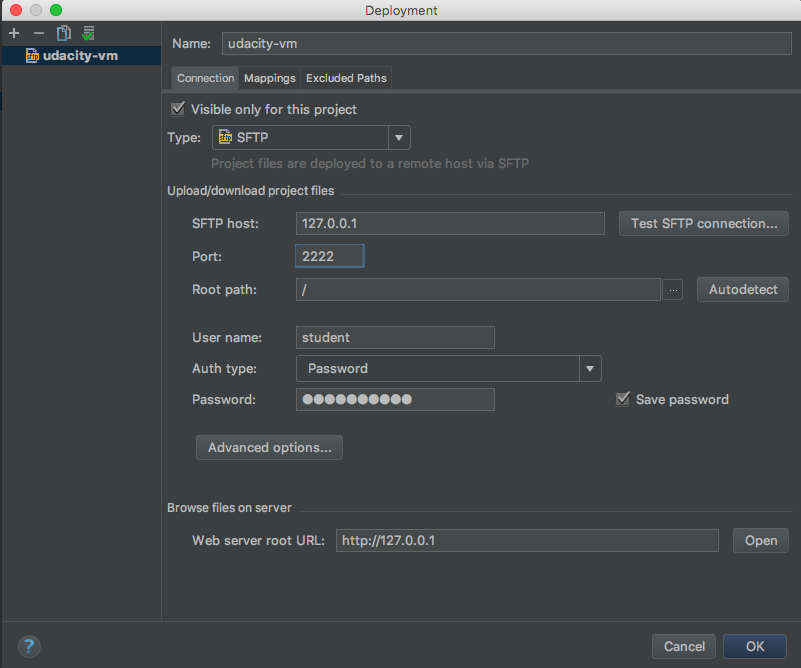 Deployment
udacity-vm
Name: udacity-vm
Connection Mappings Excluded Paths
Visible only for this project
Type: SFTP
Project files are deployed to a remote host via SFTP
Upload/download project files
SFTP host: 127.0.0.1 Test SFTP connection...
Port: 2222
Root path: / ... Autodetect
User name: student
Auth type: Password
Password: ●●●●●●●●●● Save password
Advanced options...
Browse files on server
Web server root URL: http://127.0.0.1 Open
? Cancel OK